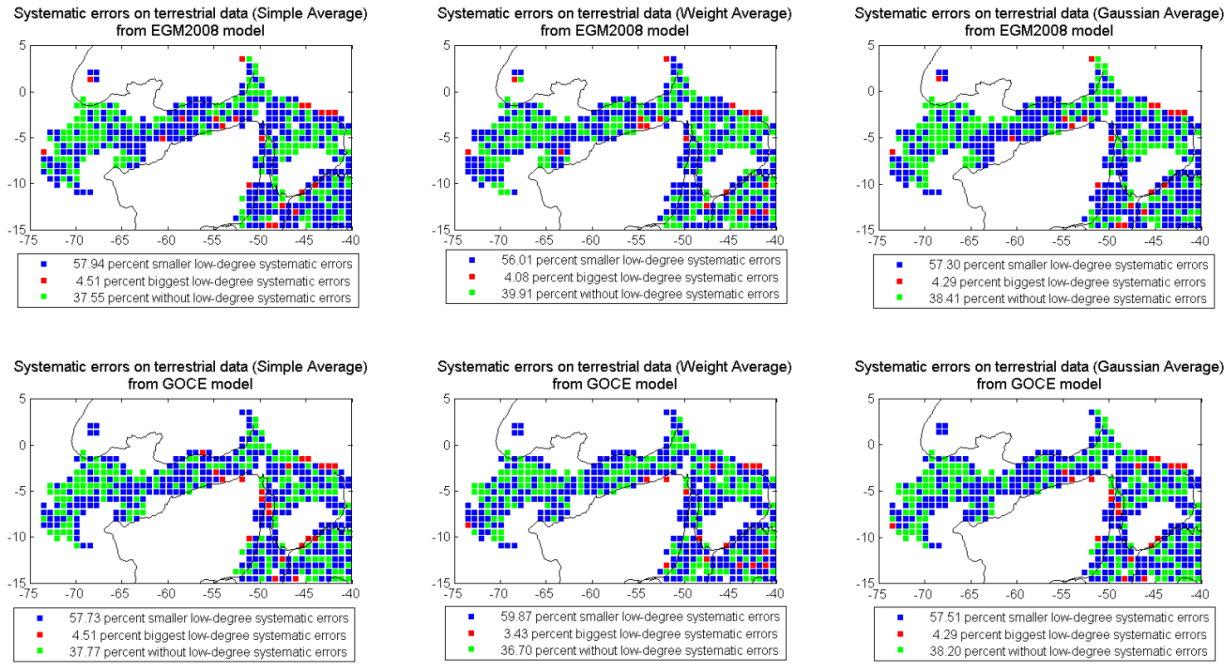 Systematic errors on terrestrial data (Simple Average)
from EGM2008 model
5
0
-5
-10
-15
-75 -70 -65 -60 -55 -50 -45 -40
57.94 percent smaller low-degree systematic errors
4.51 percent biggest low-degree systematic errors
37.55 percent without low-degree systematic errors
Systematic errors on terrestrial data (Weight Average)
from EGM2008 model
5
0
-5
-10
-15
-75 -70 -65 -60 -55 -50 -45 -40
56.01 percent smaller low-degree systematic errors
4.08 percent biggest low-degree systematic errors
39.91 percent without low-degree systematic errors
Systematic errors on terrestrial data (Gaussian Average)
from EGM2008 model
5
0
-5
-10
-15
-75 -70 -65 -60 -55 -50 -45 -40
57.30 percent smaller low-degree systematic errors
4.29 percent biggest low-degree systematic errors
38.41 percent without low-degree systematic errors
Systematic errors on terrestrial data (Simple Average)
from GOCE model
5
0
-5
-10
-15
-75 -70 -65 -60 -55 -50 -45 -40
57.73 percent smaller low-degree systematic errors
4.51 percent biggest low-degree systematic errors
37.77 percent without low-degree systematic errors
Systematic errors on terrestrial data (Weight Average)
from GOCE model
5
0
-5
-10
-15
-75 -70 -65 -60 -55 -50 -45 -40
59.87 percent smaller low-degree systematic errors
3.43 percent biggest low-degree systematic errors
36.70 percent without low-degree systematic errors
Systematic errors on terrestrial data (Gaussian Average)
from GOCE model
5
0
-5
-10
-15
-75 -70 -65 -60 -55 -50 -45 -40
57.51 percent smaller low-degree systematic errors
4.29 percent biggest low-degree systematic errors
38.20 percent without low-degree systematic errors